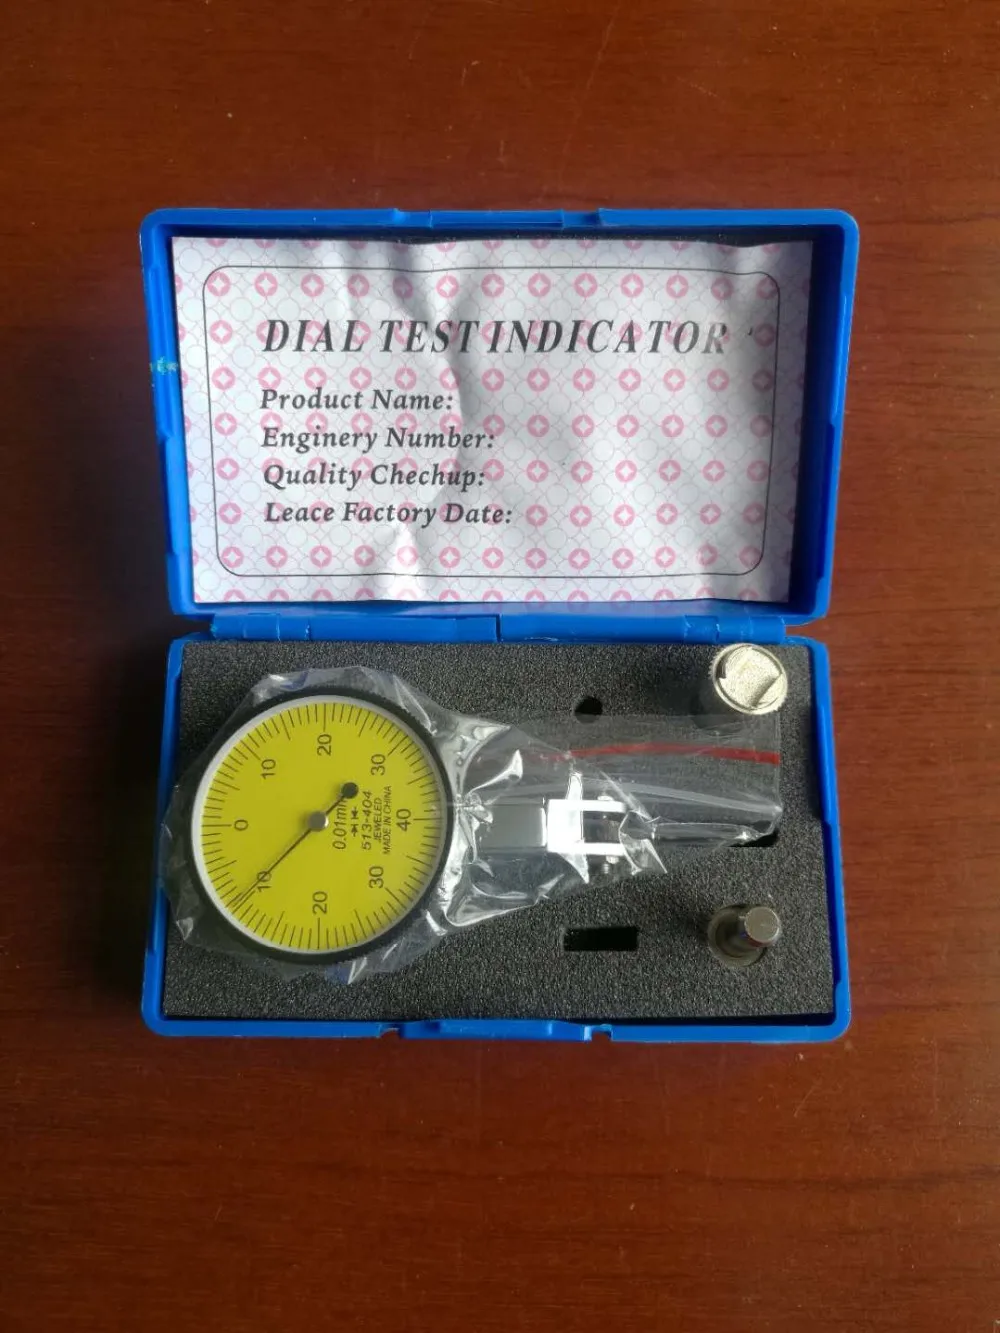 DIAL TEST INDICATOR
Product Name:
Enginery Number:
Quality Chechup:
Leace Factory Date:
0
10
20
30
40
30
20
10
0.01mm
513-404
JEWELED
MADE IN CHINA